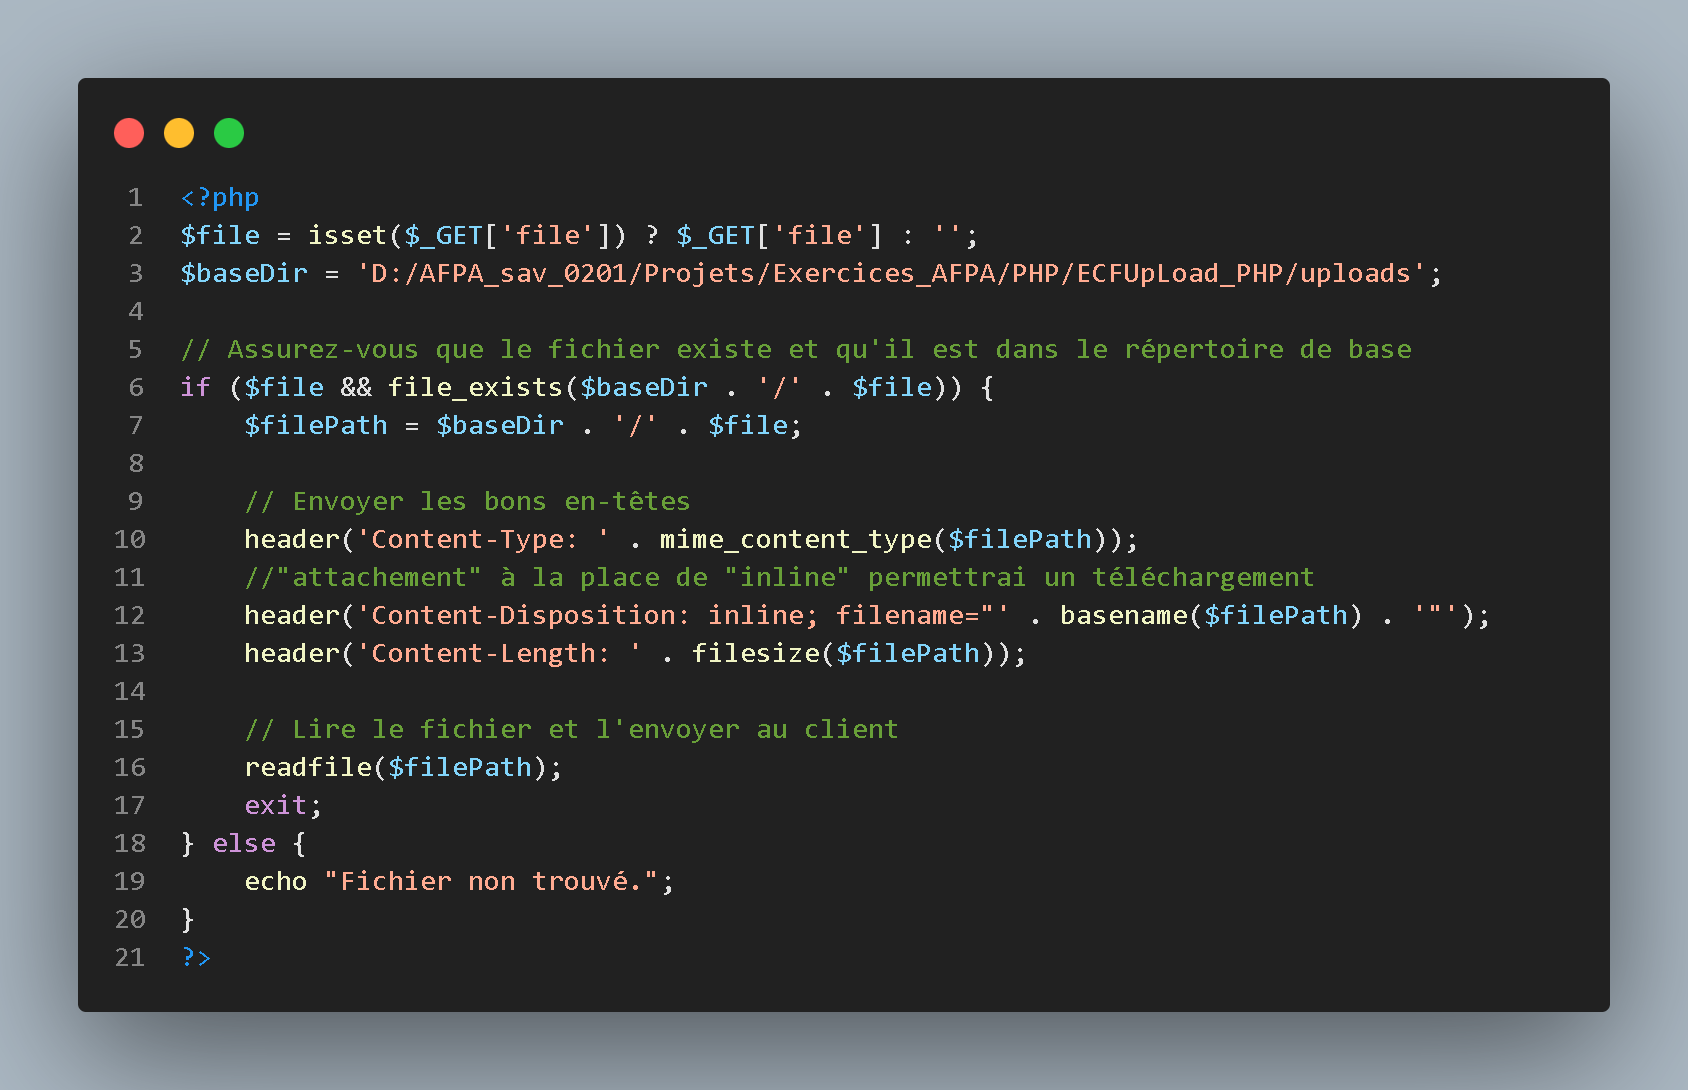 1 <?php
2 $file = isset($_GET['file']) ? $_GET['file'] : '';
3 $baseDir = 'D:/AFPA_sav_0201/Projets/Exercices_AFPA/PHP/ECFUpLoad_PHP/uploads';
4
5 // Assurez-vous que le fichier existe et qu'il est dans le répertoire de base
6 if ($file && file_exists($baseDir . '/' . $file)) {
7     $filePath = $baseDir . '/' . $file;
8
9     // Envoyer les bons en-têtes
10     header('Content-Type: ' . mime_content_type($filePath));
11     //"attachement" à la place de "inline" permettrai un téléchargement
12     header('Content-Disposition: inline; filename="' . basename($filePath) . '"');
13     header('Content-Length: ' . filesize($filePath));
14
15     // Lire le fichier et l'envoyer au client
16     readfile($filePath);
17     exit;
18 } else {
19     echo "Fichier non trouvé.";
20 }
21 ?>